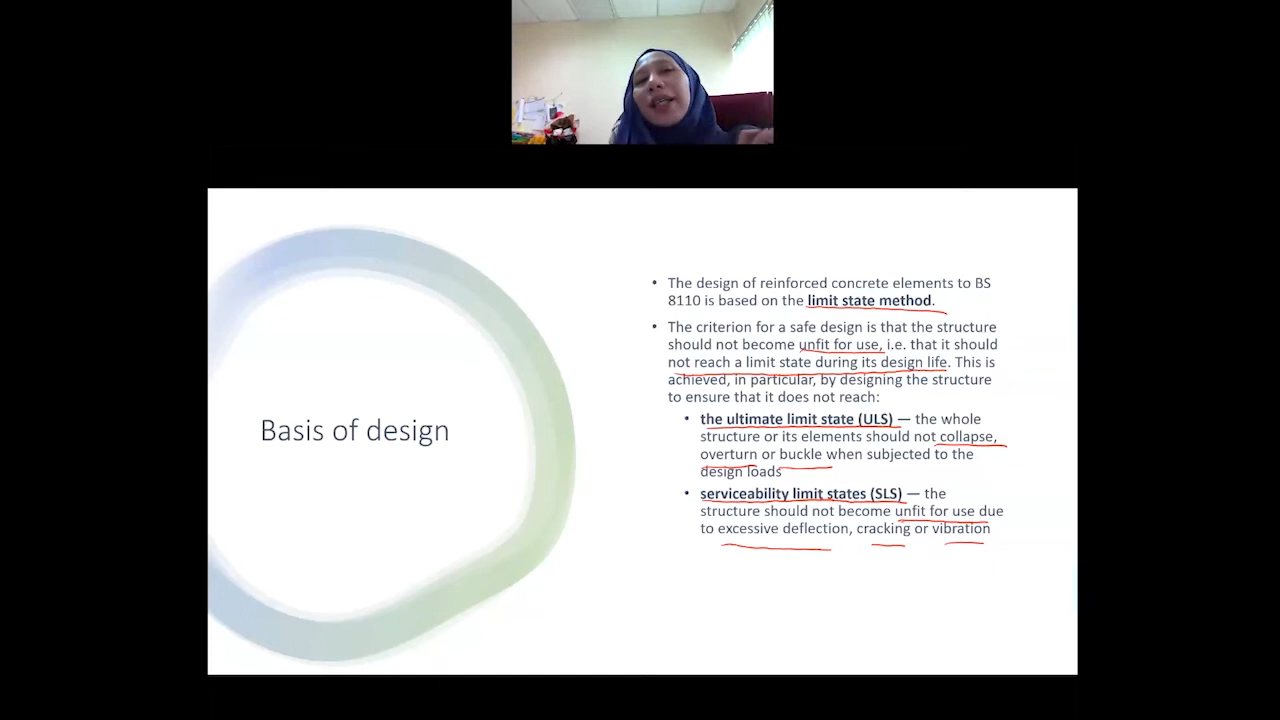 Basis of design
• The design of reinforced concrete elements to BS
8110 is based on the limit state method.
• The criterion for a safe design is that the structure
should not become unfit for use, i.e. that it should
not reach a limit state during its design life. This is
achieved, in particular, by designing the structure
to ensure that it does not reach:
• the ultimate limit state (ULS) — the whole
structure or its elements should not collapse,
overturn or buckle when subjected to the
design loads
• serviceability limit states (SLS) — the
structure should not become unfit for use due
to excessive deflection, cracking or vibration